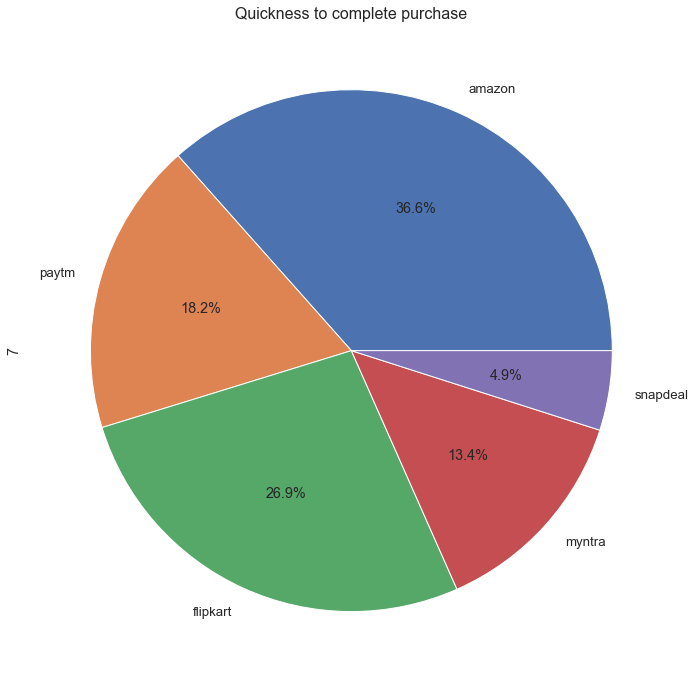 Quickness to complete purchase
amazon
36.6%
paytm
18.2%
7
4.9%
snapdeal
13.4%
26.9%
myntra
flipkart